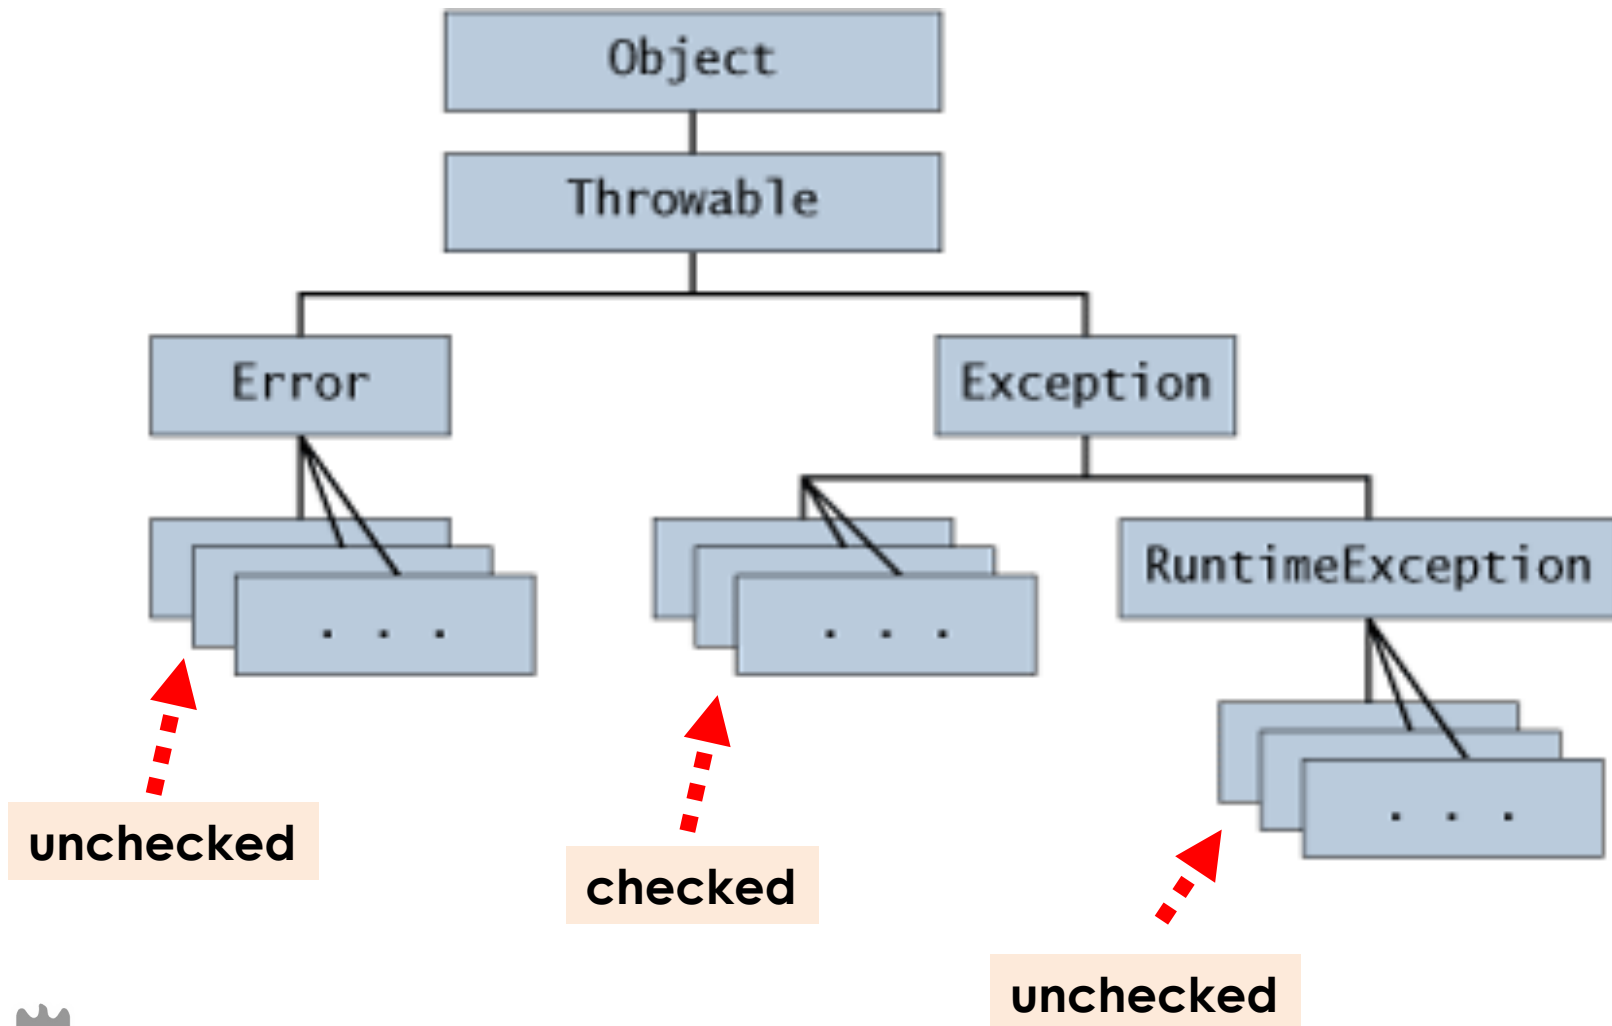 Object
Throwable
Error
Exception
RuntimeException
. . .
. . .
. . .
unchecked
checked
unchecked